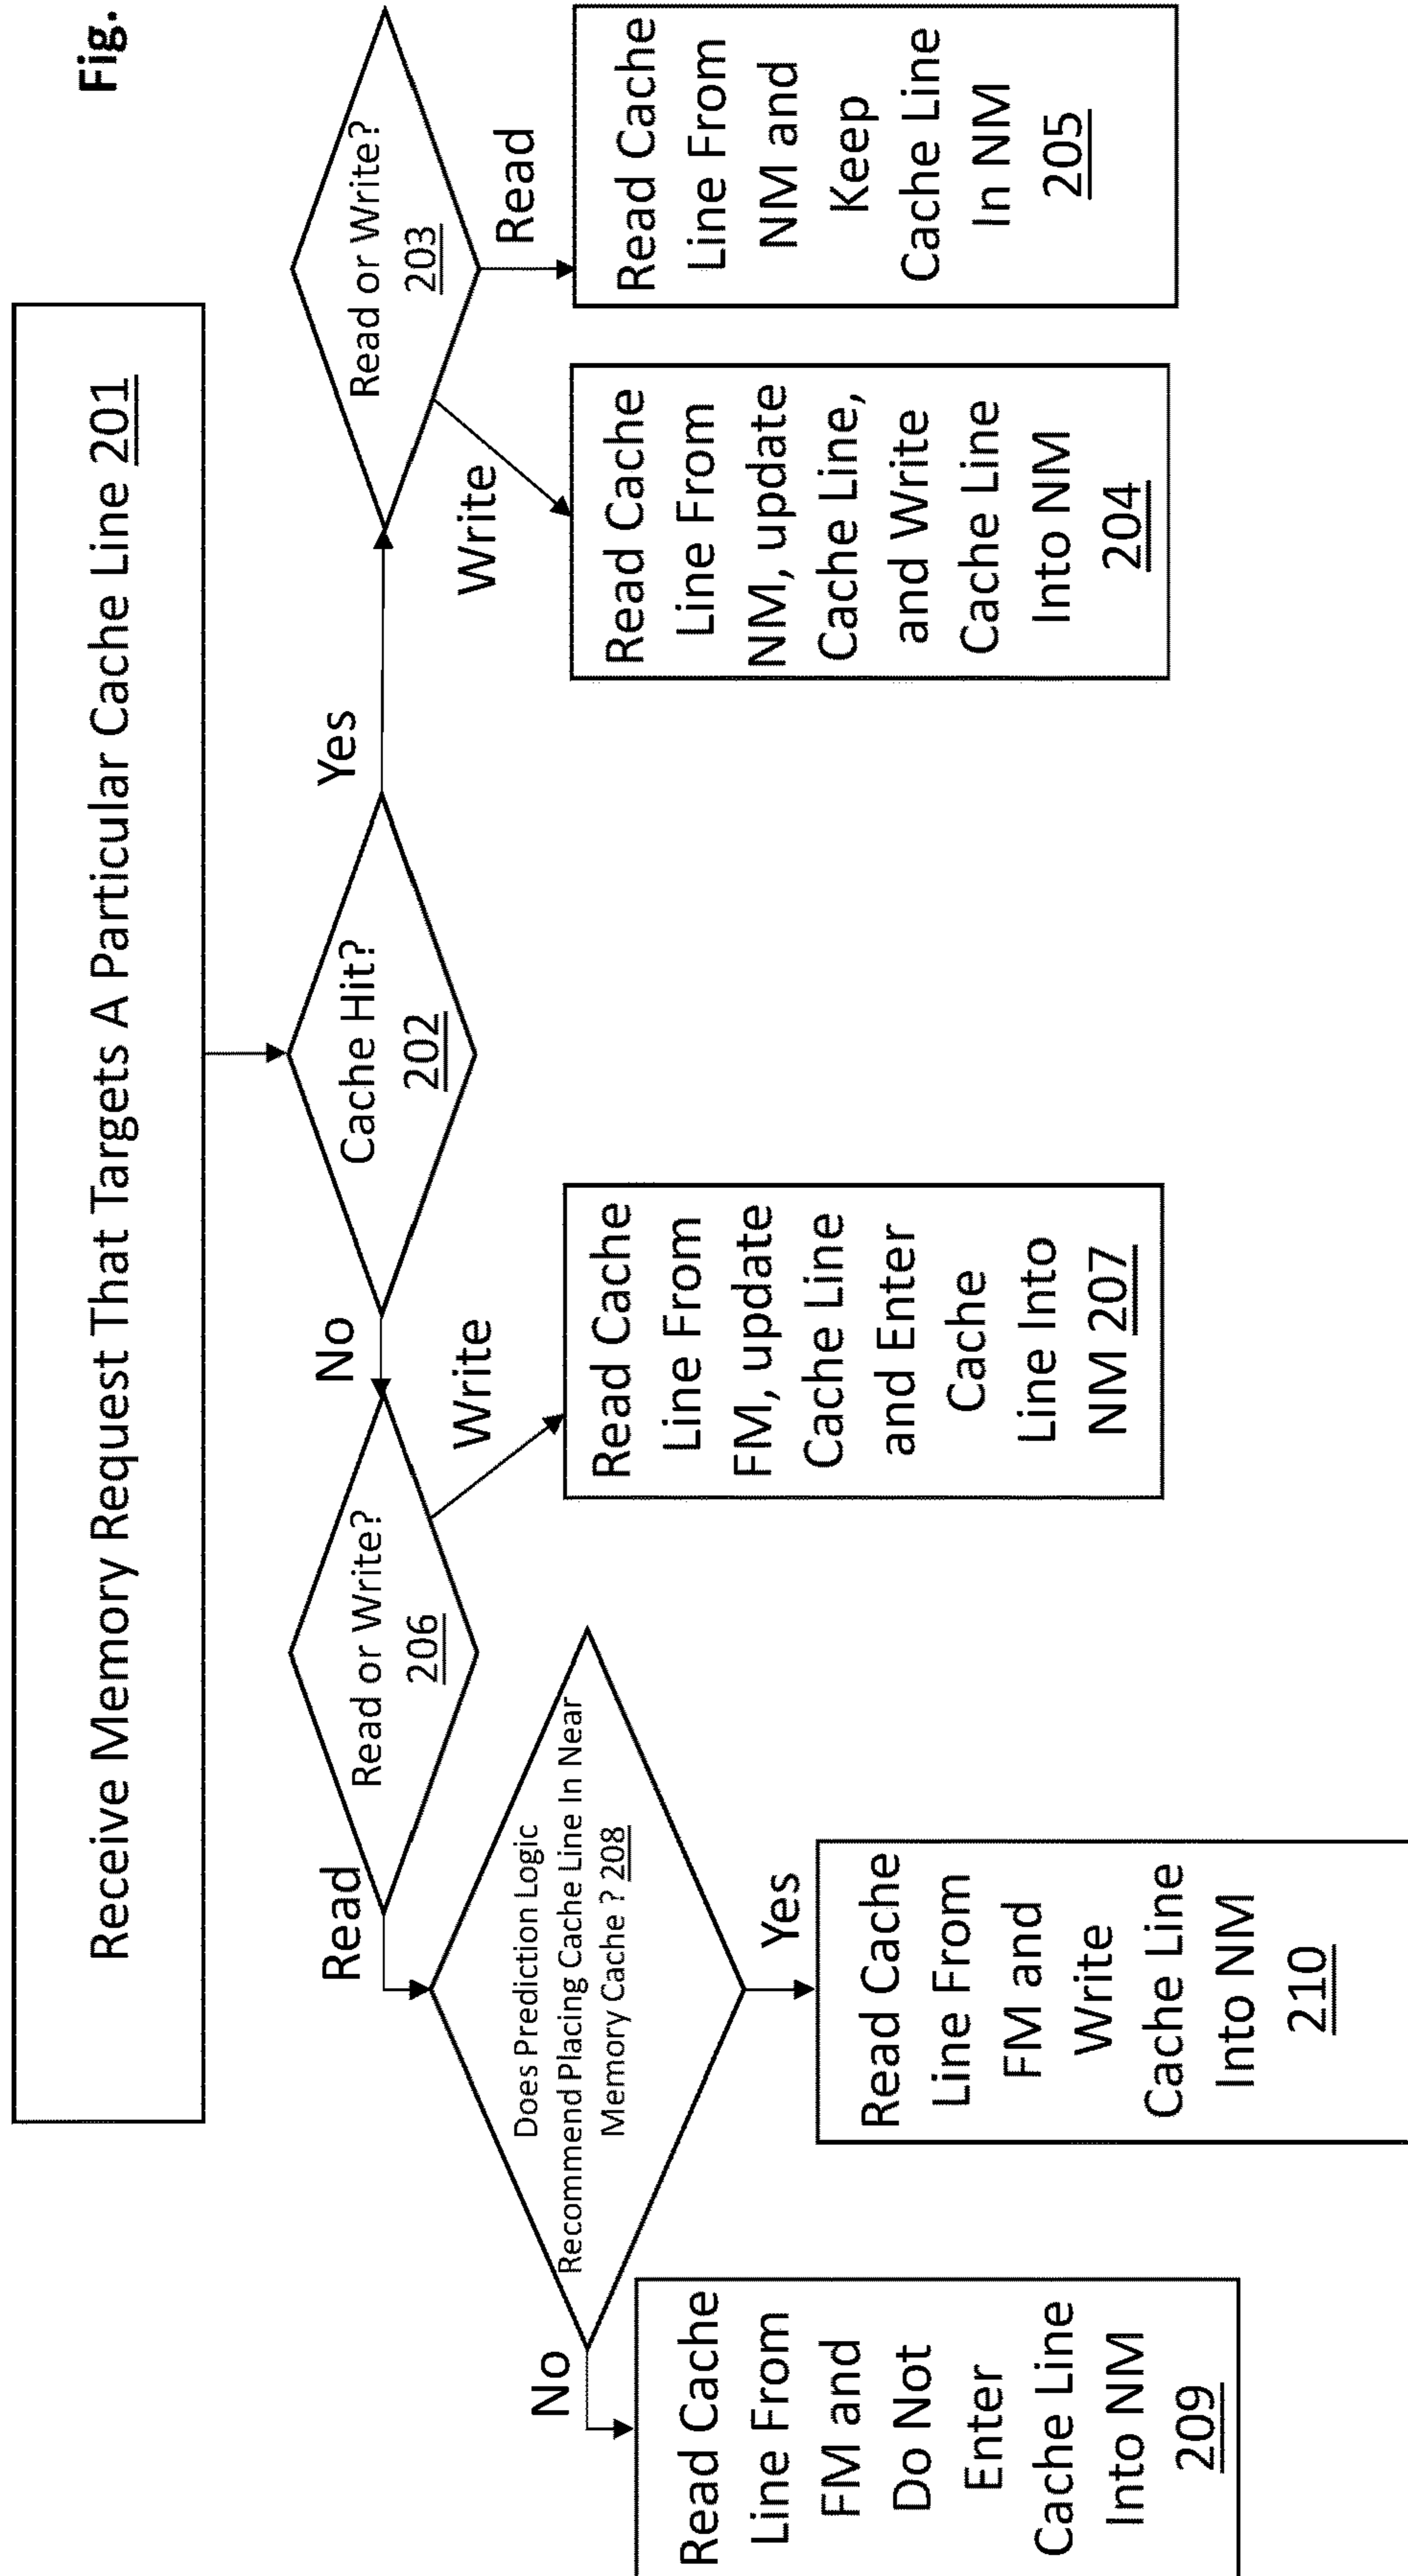 Fig.
Receive Memory Request That Targets A Particular Cache Line 201
Cache Hit?
202
No
Yes
Read or Write?
206
Read or Write?
203
Read
Write
Write
Read
Does Prediction Logic
Recommend Placing Cache Line In Near
Memory Cache ? 208
No
Yes
Read Cache
Line From
FM and
Do Not
Enter
Cache Line
Into NM
209
Read Cache
Line From
FM and
Write
Cache Line
Into NM
210
Read Cache
Line From
FM, update
Cache Line
and Enter
Cache
Line Into
NM 207
Read Cache
Line From
NM, update
Cache Line,
and Write
Cache Line
Into NM
204
Read Cache
Line From
NM and
Keep
Cache Line
In NM
205